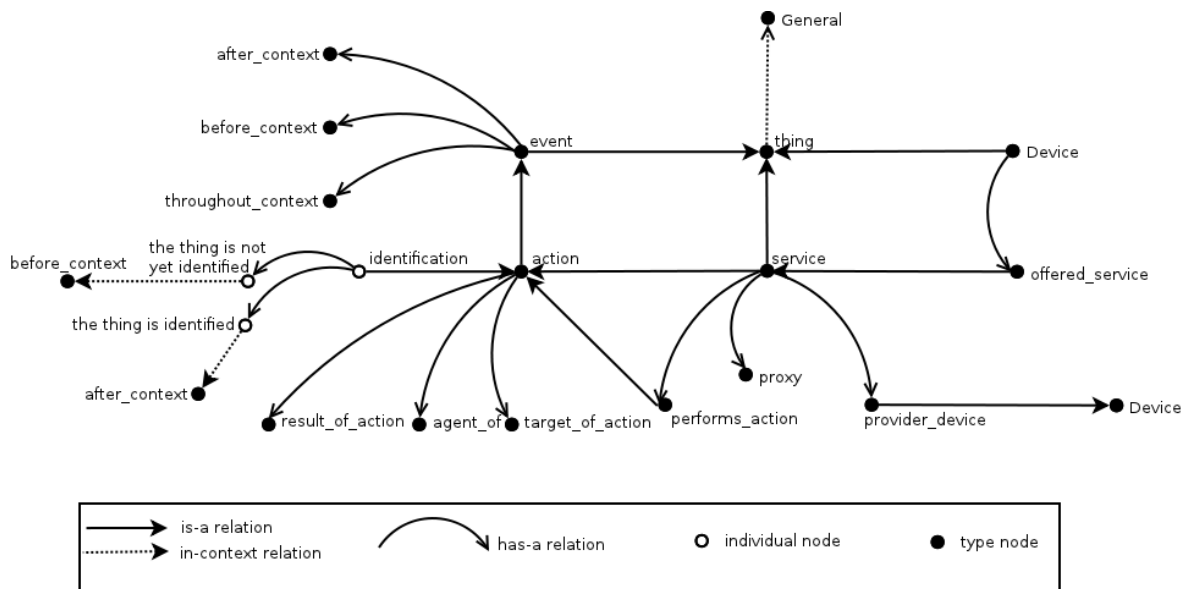 General
after_context
before_context
event
thing
Device
throughout_context
the thing is not
yet identified
identification
before_context
action
service
offered_service
the thing is identified
after_context
proxy
result_of_action
agent_of
target_of_action
performs_action
provider_device
Device
is-a relation
in-context relation
has-a relation
individual node
type node